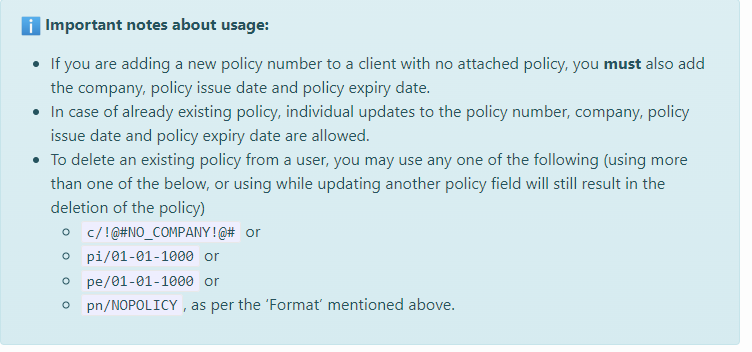 Important notes about usage:
If you are adding a new policy number to a client with no attached policy, you must also add
the company, policy issue date and policy expiry date.
In case of already existing policy, individual updates to the policy number, company, policy
issue date and policy expiry date are allowed.
To delete an existing policy from a user, you may use any one of the following (using more
than one of the below, or using while updating another policy field will still result in the
deletion of the policy)
c/!@#NO_COMPANY!@# or
pi/01-01-1000 or
pe/01-01-1000 or
pn/NOPOLICY , as per the ‘Format’ mentioned above.